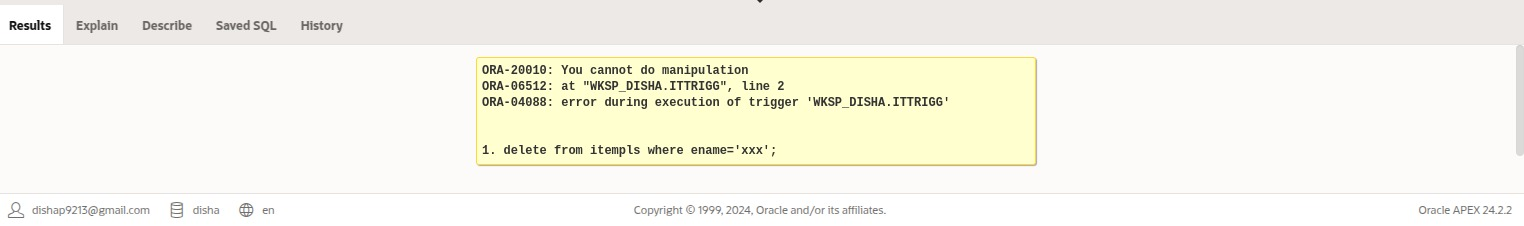 Results Explain Describe Saved SQL History
ORA-20010: You cannot do manipulation
ORA-06512: at "WKSP_DISHA.ITTRIGG", line 2
ORA-04088: error during execution of trigger 'WKSP_DISHA.ITTRIGG'
1. delete from itempls where ename='xxx';
dishap9213@gmail.com disha en Copyright © 1999, 2024, Oracle and/or its affiliates. Oracle APEX 24.2.2